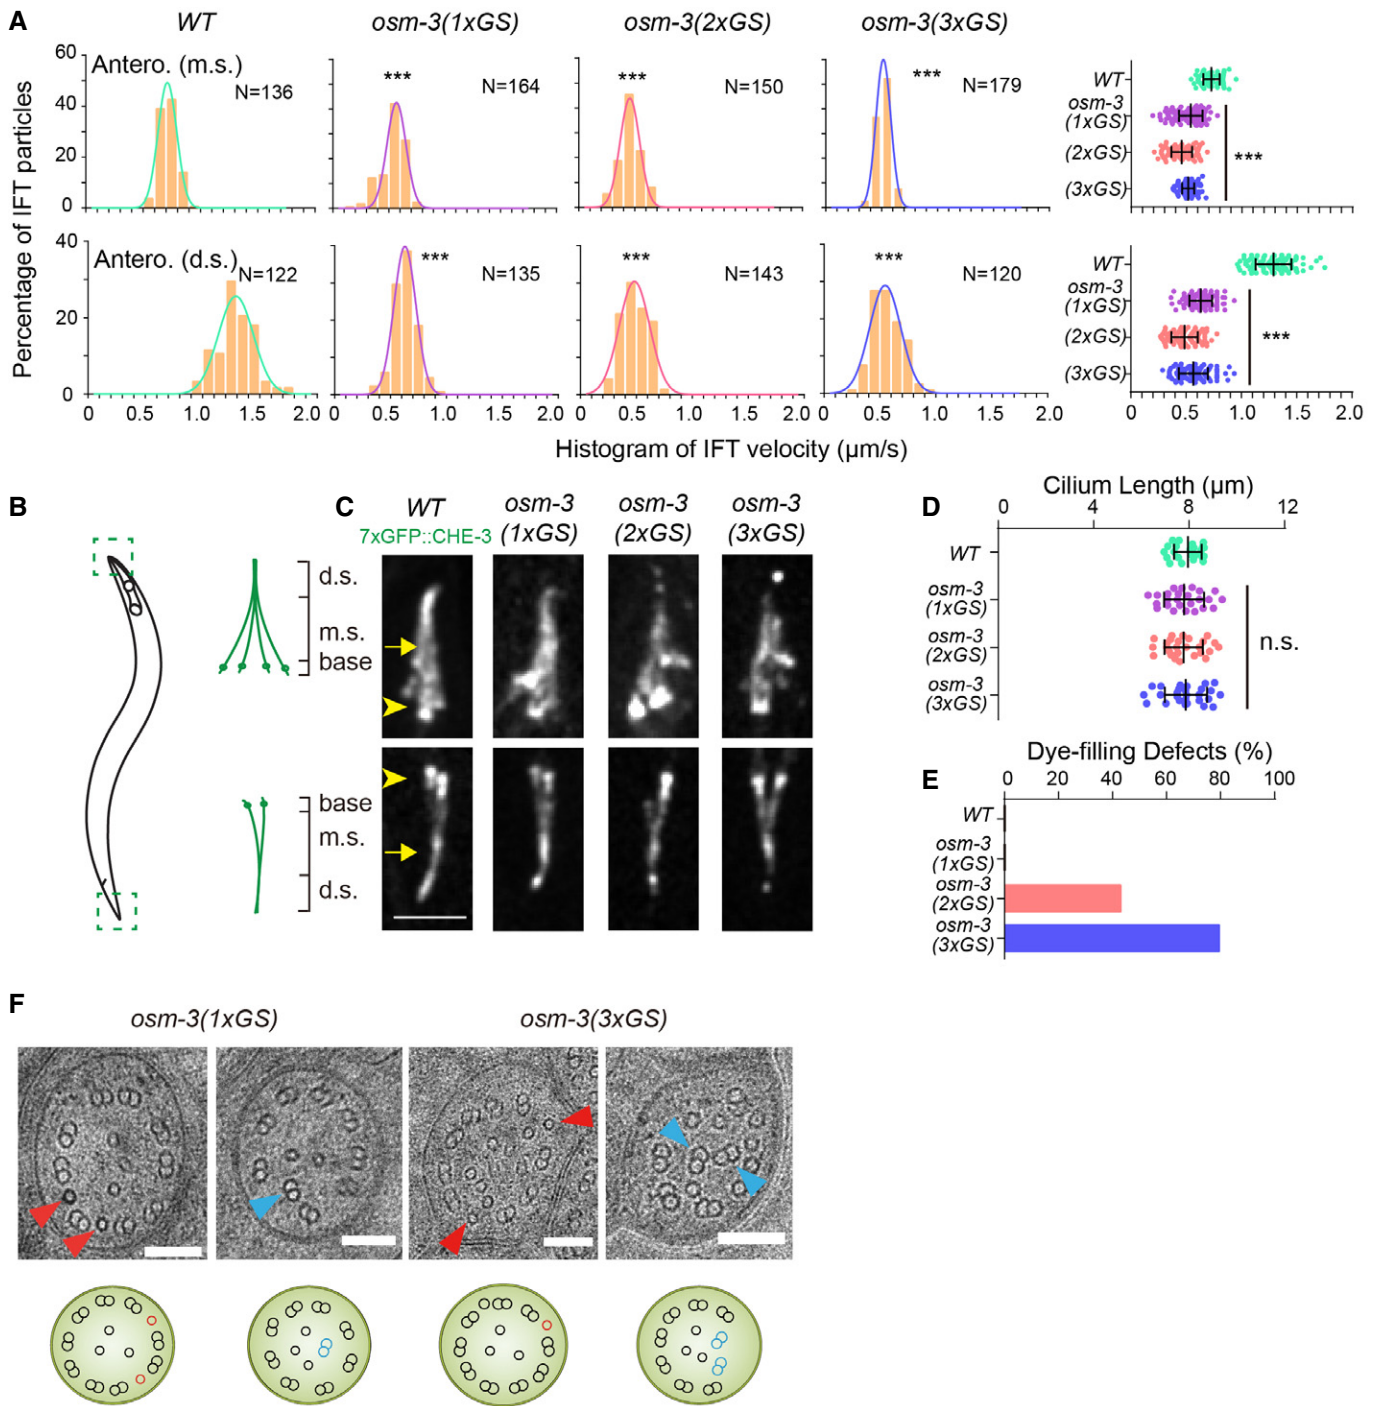 A
WT
osm-3(1xGS)
osm-3(2xGS)
osm-3(3xGS)
Percentage of IFT particles
60
40
20
0
Antero. (m.s.)
N=136
***
N=164
***
N=150
***
N=179
WT
osm-3
(1xGS)
(2xGS)
(3xGS)
***
40
20
0
Antero. (d.s.)
N=122
***
N=135
***
N=143
***
N=120
WT
osm-3
(1xGS)
(2xGS)
(3xGS)
***
0 0.5 1.0 1.5 2.0
0 0.5 1.0 1.5 2.0
0 0.5 1.0 1.5 2.0
0 0.5 1.0 1.5 2.0
0 0.5 1.0 1.5 2.0
Histogram of IFT velocity (µm/s)
B
d.s.
m.s.
base
base
m.s.
d.s.
C
WT
7xGFP::CHE-3
osm-3
(1xGS)
osm-3
(2xGS)
osm-3
(3xGS)
D
Cilium Length (µm)
0 4 8 12
WT
osm-3
(1xGS)
osm-3
(2xGS)
osm-3
(3xGS)
n.s.
E
Dye-filling Defects (%)
0 20 40 60 80 100
WT
osm-3
(1xGS)
osm-3
(2xGS)
osm-3
(3xGS)
F
osm-3(1xGS)
osm-3(3xGS)